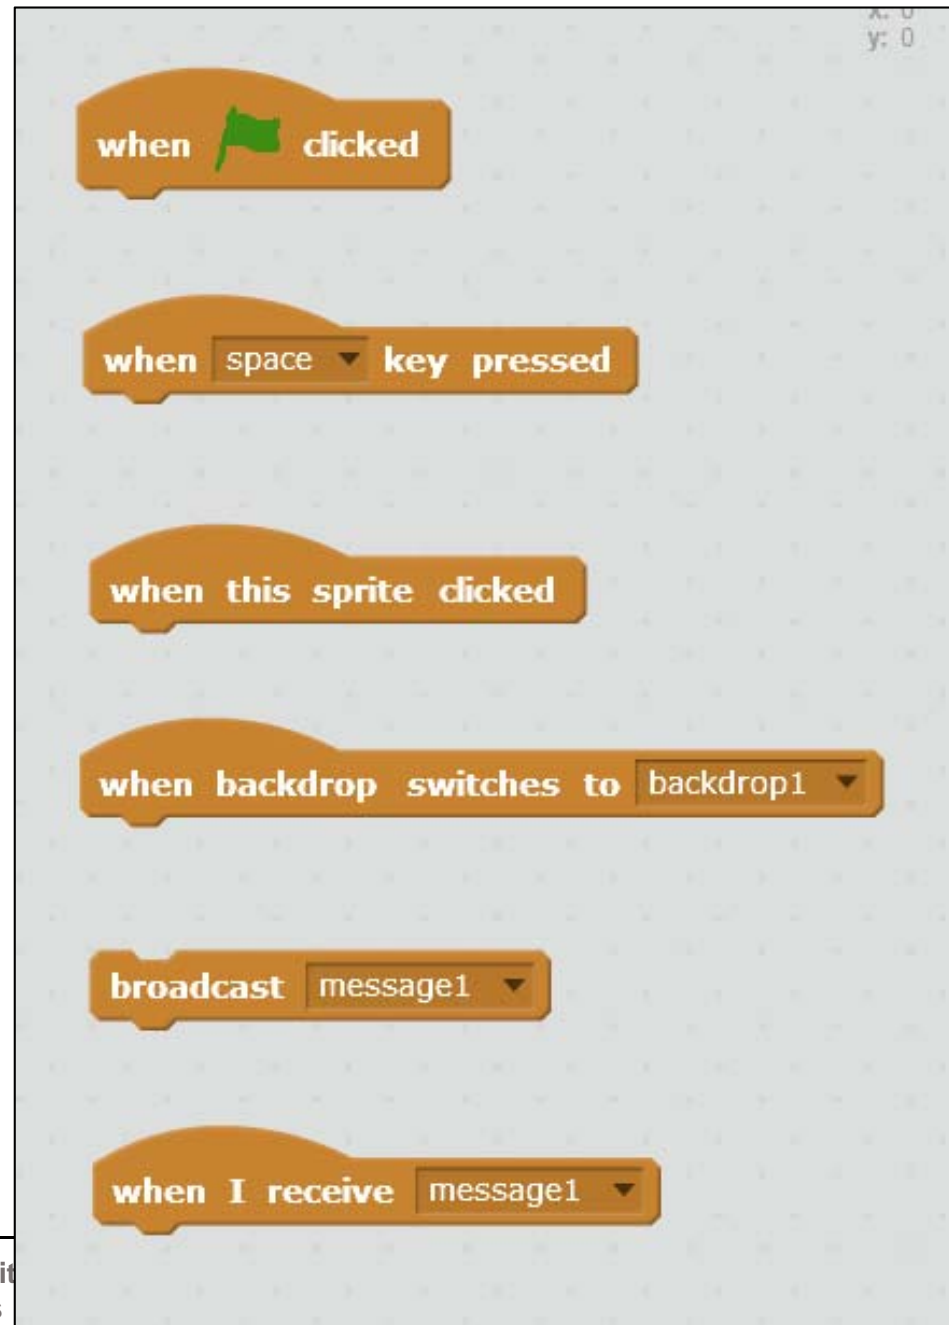 y: 0
when clicked
when space key pressed
when this sprite clicked
when backdrop switches to backdrop1
broadcast message1
when I receive message1
it
s